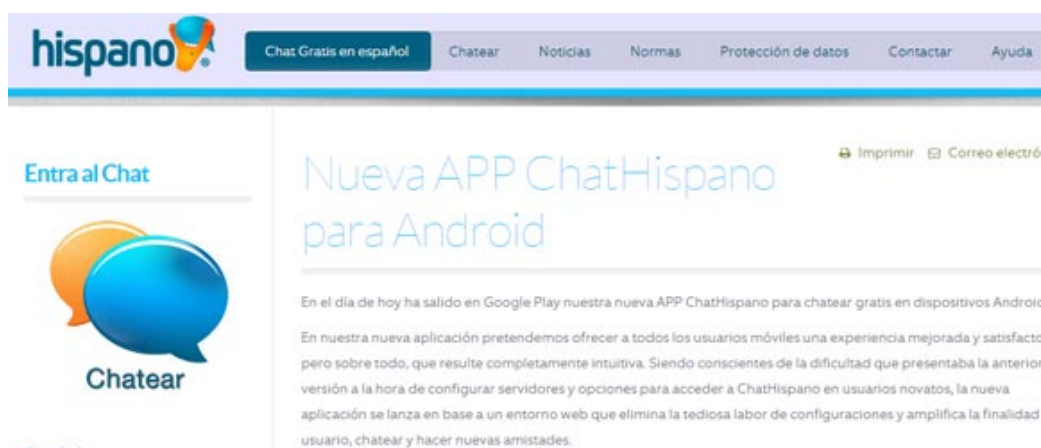 hispano
Chat Gratis en español
Chatear
Noticias
Normas
Protección de datos
Contactar
Ayuda
Entra al Chat
Chatear
Nueva APP ChatHispano
para Android
Imprimir
Correo electró
En el día de hoy ha salido en Google Play nuestra nueva APP ChatHispano para chatear gratis en dispositivos Android
En nuestra nueva aplicación pretendemos ofrecer a todos los usuarios móviles una experiencia mejorada y satisfacto
pero sobre todo, que resulte completamente intuitiva. Siendo conscientes de la dificultad que presentaba la anterior
versión a la hora de configurar servidores y opciones para acceder a ChatHispano en usuarios novatos, la nueva
aplicación se lanza en base a un entorno web que elimina la tediosa labor de configuraciones y amplifica la finalidad
usuario, chatear y hacer nuevas amistades.